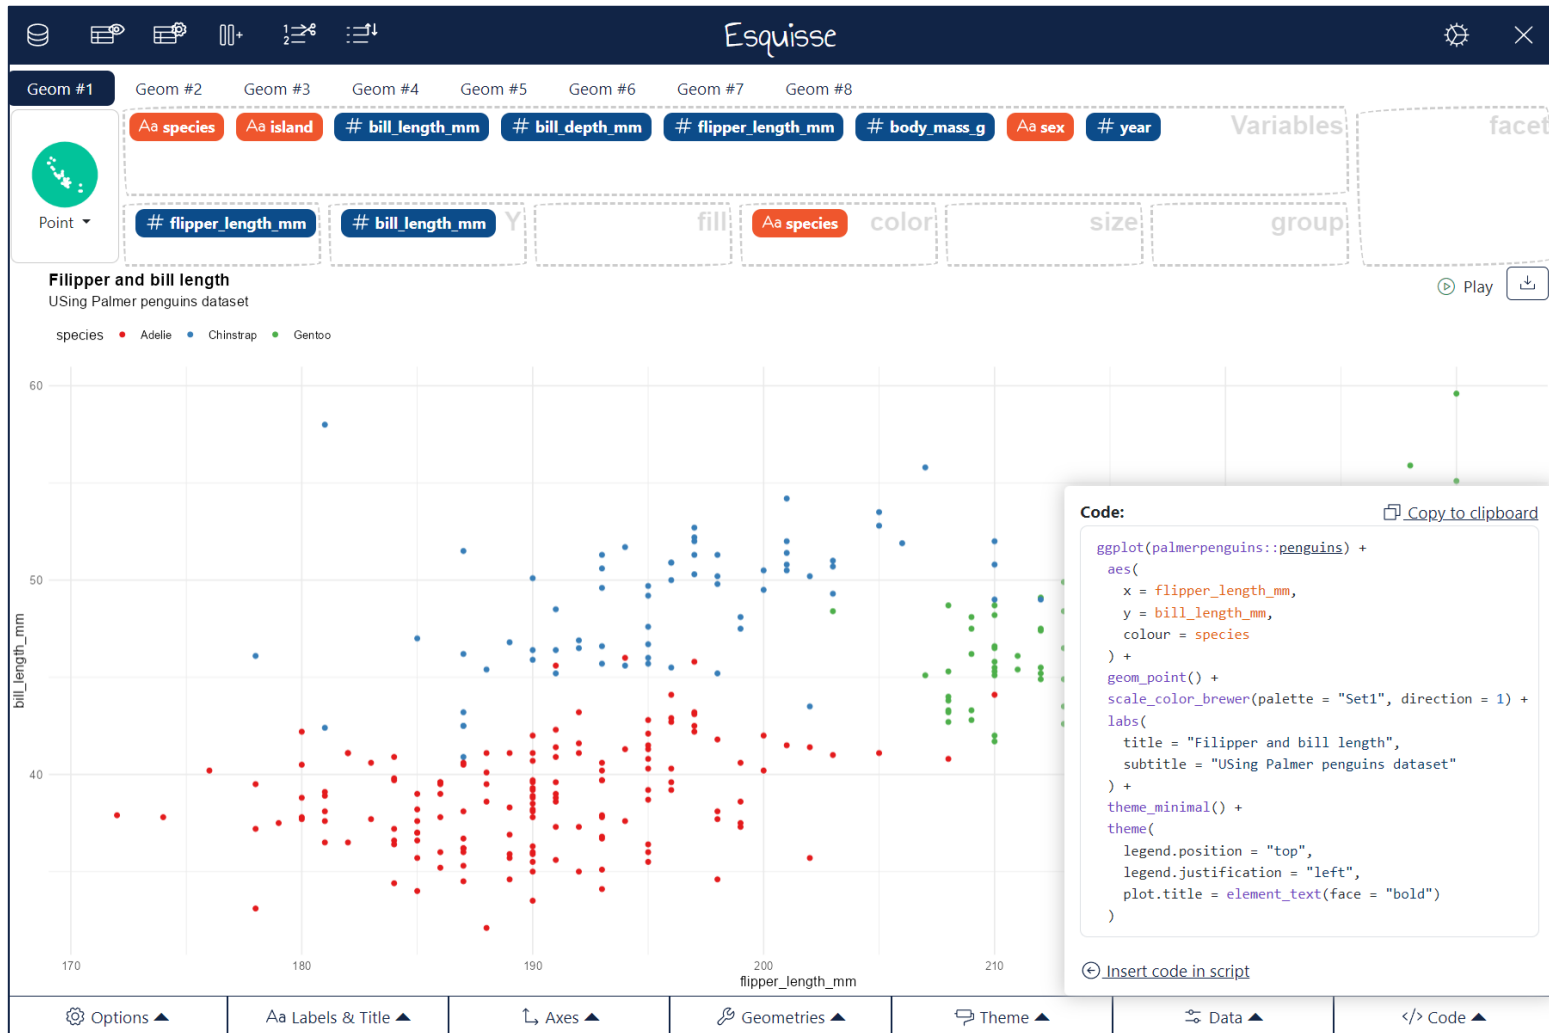 Esquisse
Geom #1 Geom #2 Geom #3 Geom #4 Geom #5 Geom #6 Geom #7 Geom #8
Point
Aa species Aa island # bill_length_mm # bill_depth_mm # flipper_length_mm # body_mass_g Aa sex # year Variables facet
# flipper_length_mm # bill_length_mm Y fill Aa species color size group
Filipper and bill length
USing Palmer penguins dataset
Play
species Adelie Chinstrap Gentoo
60
50
40
bill_length_mm
170 180 190 200 210
flipper_length_mm
Code: Copy to clipboard
ggplot(palmerpenguins::penguins) +
aes(
x = flipper_length_mm,
y = bill_length_mm,
colour = species
) +
geom_point() +
scale_color_brewer(palette = "Set1", direction = 1) +
labs(
title = "Filipper and bill length",
subtitle = "USing Palmer penguins dataset"
) +
theme_minimal() +
theme(
legend.position = "top",
legend.justification = "left",
plot.title = element_text(face = "bold")
)
Insert code in script
Options Aa Labels & Title Axes Geometries Theme Data </> Code